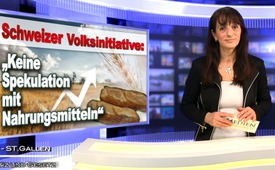 Schweizer Volksinitiative:
„Keine
Spekulation
mit
Nahrungsmitteln“
- ST.GALLEN